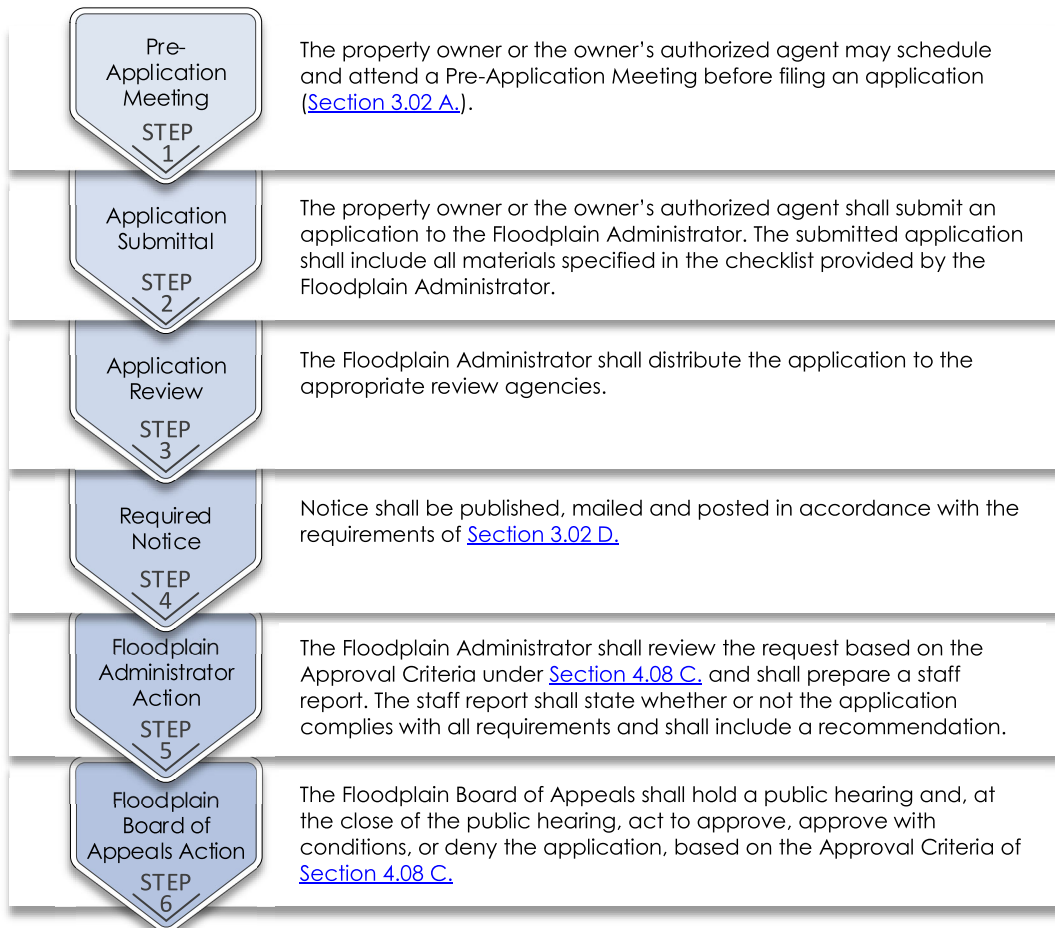 Pre-
Application
Meeting
STEP
1
The property owner or the owner’s authorized agent may schedule
and attend a Pre-Application Meeting before filing an application
(Section 3.02 A.).
Application
Submittal
STEP
2
The property owner or the owner’s authorized agent shall submit an
application to the Floodplain Administrator. The submitted application
shall include all materials specified in the checklist provided by the
Floodplain Administrator.
Application
Review
STEP
3
The Floodplain Administrator shall distribute the application to the
appropriate review agencies.
Required
Notice
STEP
4
Notice shall be published, mailed and posted in accordance with the
requirements of Section 3.02 D.
Floodplain
Administrator
Action
STEP
5
The Floodplain Administrator shall review the request based on the
Approval Criteria under Section 4.08 C. and shall prepare a staff
report. The staff report shall state whether or not the application
complies with all requirements and shall include a recommendation.
Floodplain
Board of
Appeals Action
STEP
6
The Floodplain Board of Appeals shall hold a public hearing and, at
the close of the public hearing, act to approve, approve with
conditions, or deny the application, based on the Approval Criteria of
Section 4.08 C.